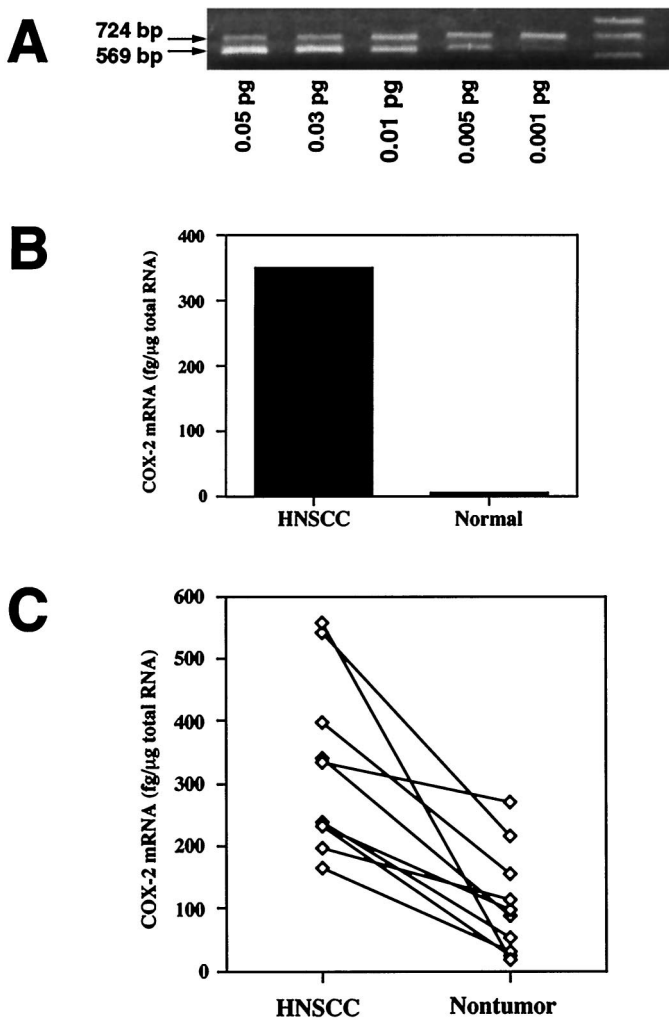 A
724 bp
569 bp
0.05 pg
0.03 pg
0.01 pg
0.005 pg
0.001 pg
B
COX-2 mRNA (fg/µg total RNA)
400
300
200
100
0
HNSCC
Normal
C
COX-2 mRNA (fg/µg total RNA)
600
500
400
300
200
100
0
HNSCC
Nontumor